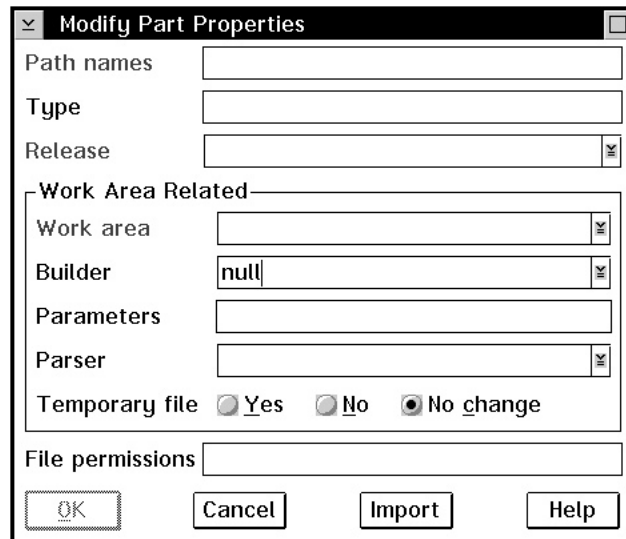 Modify Part Properties
Path names
Type
Release
Work Area Related
Work area
Builder null
Parameters
Parser
Temporary file Yes No No change
File permissions
OK Cancel Import Help